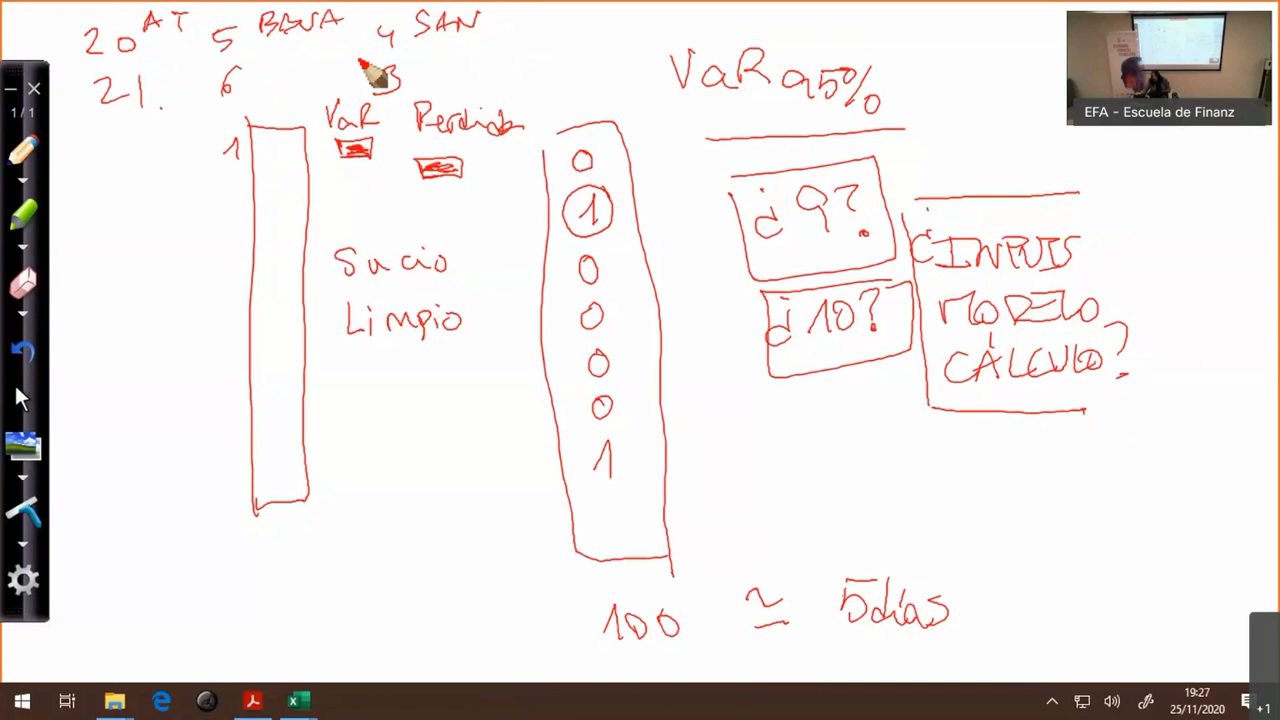 20 AT 5 BBVA 4 SAN
21. 6 3
VaR 95%
1 VaR Perdida
0
1
0
0
0
0
1
Sucio
Limpio
¿9?
¿10?
¿INPUTS
MODELO
CÁLCULO?
100 ≃ 5 días
1/1
EFA - Escuela de Finanz
19:27
25/11/2020
+1